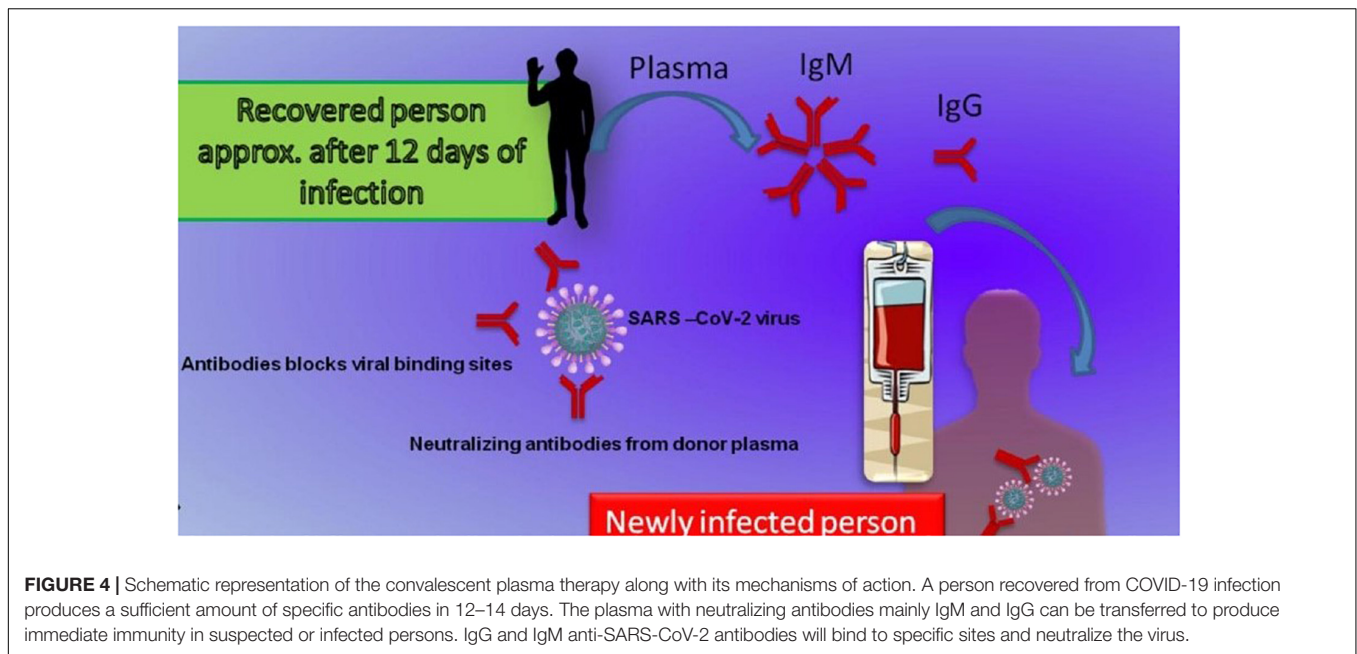 Recovered person
approx. after 12 days of
infection
Plasma
IgM
IgG
SARS –CoV-2 virus
Antibodies blocks viral binding sites
Neutralizing antibodies from donor plasma
Newly infected person
FIGURE 4 | Schematic representation of the convalescent plasma therapy along with its mechanisms of action. A person recovered from COVID-19 infection
produces a sufficient amount of specific antibodies in 12–14 days. The plasma with neutralizing antibodies mainly IgM and IgG can be transferred to produce
immediate immunity in suspected or infected persons. IgG and IgM anti-SARS-CoV-2 antibodies will bind to specific sites and neutralize the virus.